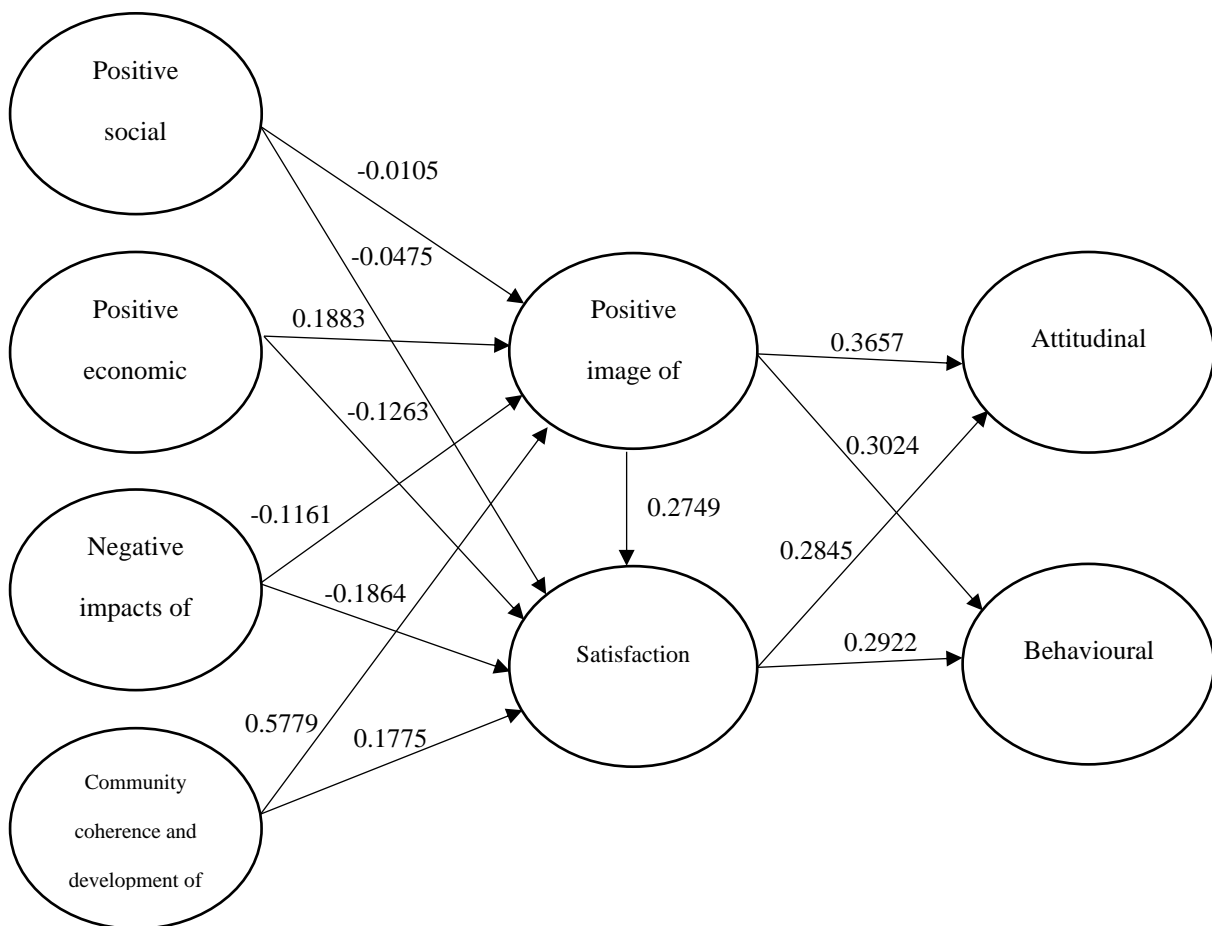 Positive
social
-0.0105
-0.0475
Positive
economic
0.1883
-0.1263
Positive
image of
0.3657
Attitudinal
0.3024
-0.1161
0.2749
0.2845
Negative
impacts of
-0.1864
Satisfaction
0.2922
Behavioural
0.5779
0.1775
Community
coherence and
development of